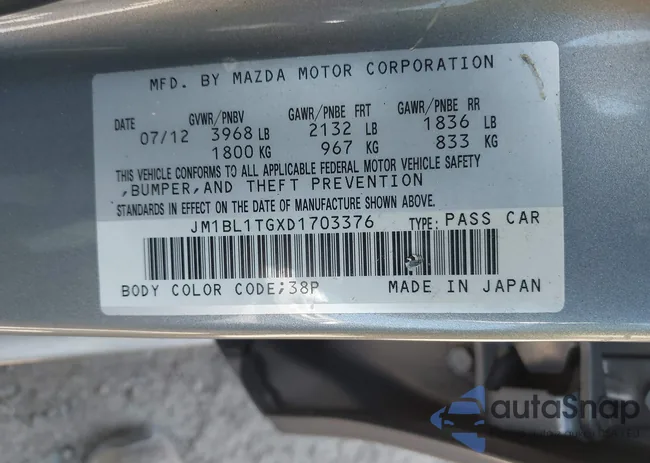 MFD. BY MAZDA MOTOR CORPORATION
DATE GVWR/PNBV GAWR/PNBE FRT GAWR/PNBE RR
07/12 3968 LB 2132 LB 1836 LB
1800 KG 967 KG 833 KG
THIS VEHICLE CONFORMS TO ALL APPLICABLE FEDERAL MOTOR VEHICLE SAFETY
,BUMPER,AND THEFT PREVENTION
STANDARDS IN EFFECT ON THE DATE OF MANUFACTURE SHOWN ABOVE.
JM1BL1TGXD1703376 TYPE: PASS CAR
BODY COLOR CODE;38P MADE IN JAPAN
autaSnap